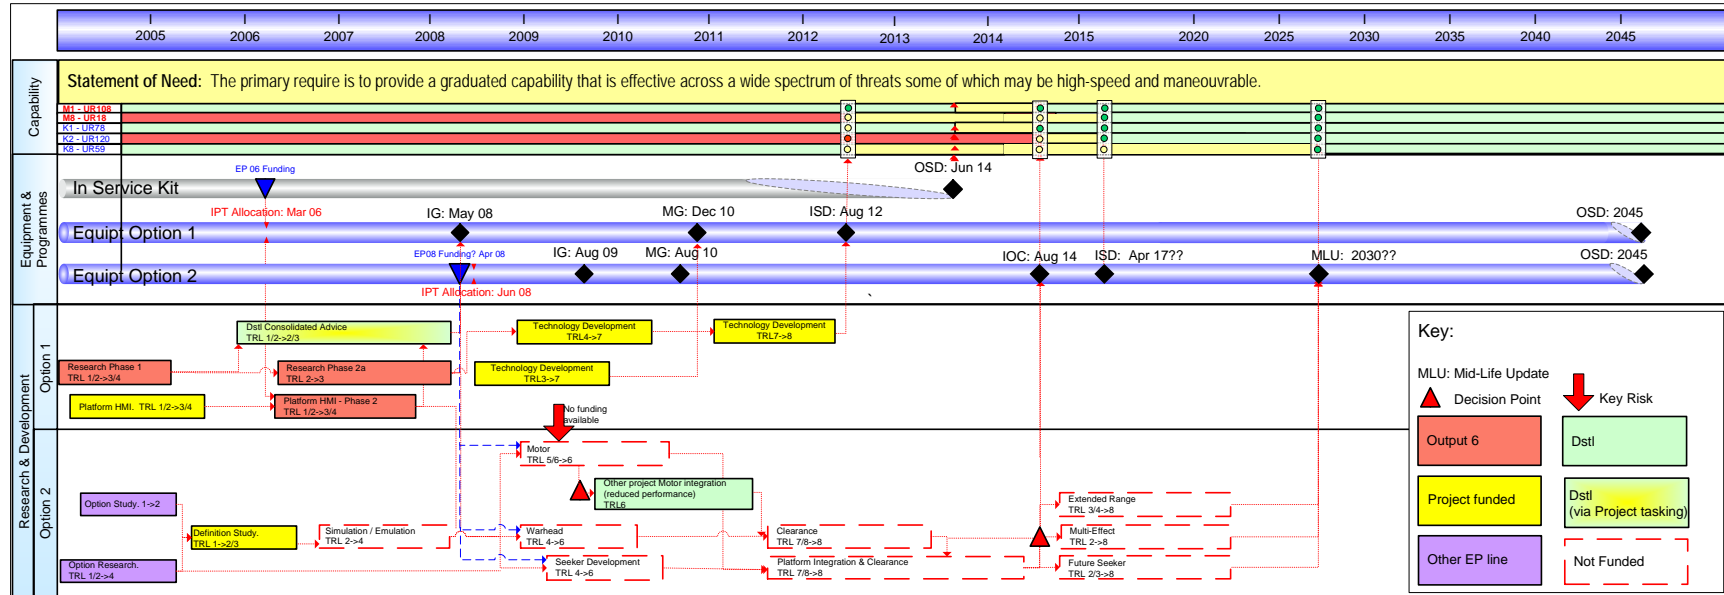 2005 2006 2007 2008 2009 2010 2011 2012 2013 2014 2015 2020 2025 2030 2035 2040 2045
Capability
Statement of Need: The primary require is to provide a graduated capability that is effective across a wide spectrum of threats some of which may be high-speed and maneouvrable.
M1 - UR108
M8 - UR18
K1 - UR78
K2 - UR120
K8 - UR59
Equipment &
Programmes
EP 06 Funding
OSD: Jun 14
In Service Kit
IPT Allocation: Mar 06
IG: May 08
MG: Dec 10
ISD: Aug 12
OSD: 2045
Equipt Option 1
EP08 Funding? Apr 08
IG: Aug 09
MG: Aug 10
IOC: Aug 14
ISD: Apr 17??
MLU: 2030??
OSD: 2045
Equipt Option 2
IPT Allocation: Jun 08
Research & Development
Option 1
Dstl Consolidated Advice
TRL 1/2->2/3
Technology Development
TRL4->7
Technology Development
TRL7->8
Research Phase 1
TRL 1/2->3/4
Research Phase 2a
TRL 2->3
Technology Development
TRL3->7
Platform HMI. TRL 1/2->3/4
Platform HMI - Phase 2
TRL 1/2->3/4
Option 2
No funding
available
Motor
TRL 5/6->6
Other project Motor integration
(reduced performance)
TRL6
Option Study. 1->2
Definition Study.
TRL 1->2/3
Simulation / Emulation
TRL 2->4
Warhead
TRL 4->6
Clearance
TRL 7/8->8
Extended Range
TRL 3/4->8
Multi-Effect
TRL 2->8
Option Research.
TRL 1/2->4
Seeker Development
TRL 4->6
Platform Integration & Clearance
TRL 7/8->8
Future Seeker
TRL 2/3->8
Key:
MLU: Mid-Life Update
Decision Point
Key Risk
Output 6
Dstl
Project funded
Dstl
(via Project tasking)
Other EP line
Not Funded